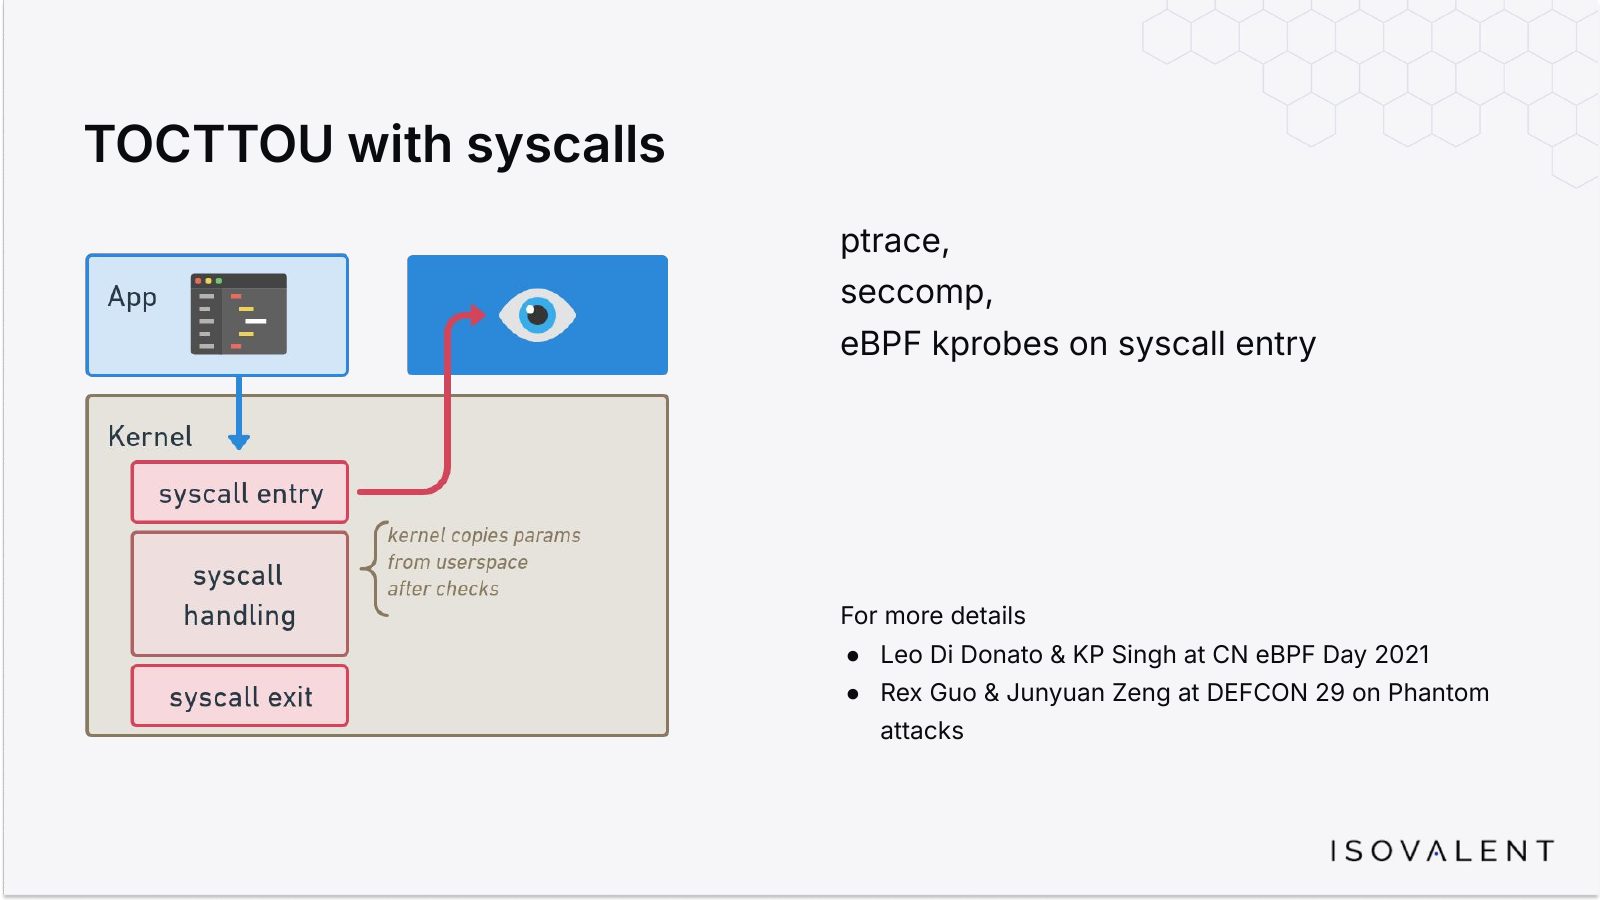 TOCTTOU with syscalls
App
Kernel
syscall entry
kernel copies params
from userspace
after checks
syscall
handling
syscall exit
ptrace,
seccomp,
eBPF kprobes on syscall entry
For more details
● Leo Di Donato & KP Singh at CN eBPF Day 2021
● Rex Guo & Junyuan Zeng at DEFCON 29 on Phantom
attacks
ISOVALENT